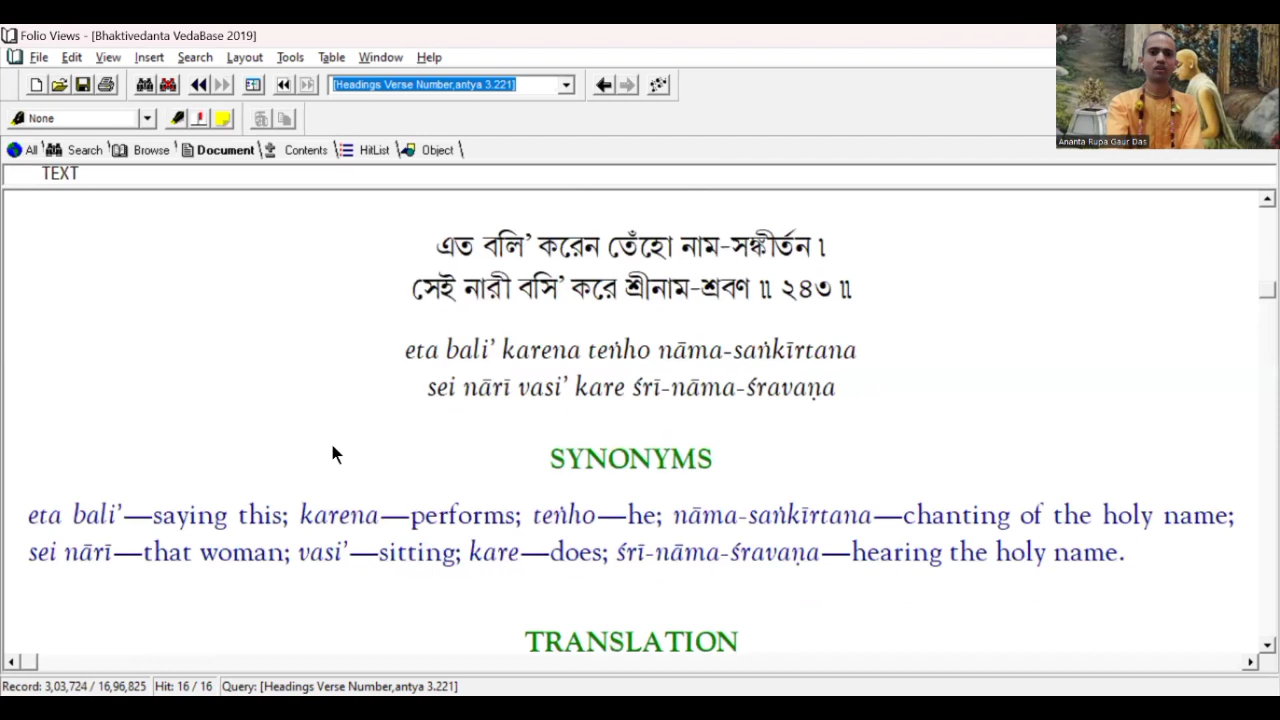 Folio Views - [Bhaktivedanta VedaBase 2019]
File Edit View Insert Search Layout Tools Table Window Help
[Headings Verse Number,antya 3.221]
None
All Search Browse Document Contents HitList Object
Ananta Rupa Gaur Das
TEXT
এত বলি’ করেন তেঁহো নাম-সঙ্কীর্তন ৷
সেই নারী বসি’ করে শ্রীনাম-শ্রবণ ৷৷ ২৪৩ ৷৷
eta bali’ karena teṅho nāma-saṅkīrtana
sei nārī vasi’ kare śrī-nāma-śravaṇa
SYNONYMS
eta bali’—saying this; karena—performs; teṅho—he; nāma-saṅkīrtana—chanting of the holy name;
sei nārī—that woman; vasi’—sitting; kare—does; śrī-nāma-śravaṇa—hearing the holy name.
TRANSLATION
Record: 3,03,724 / 16,96,825 Hit: 16 / 16 Query: [Headings Verse Number,antya 3.221]